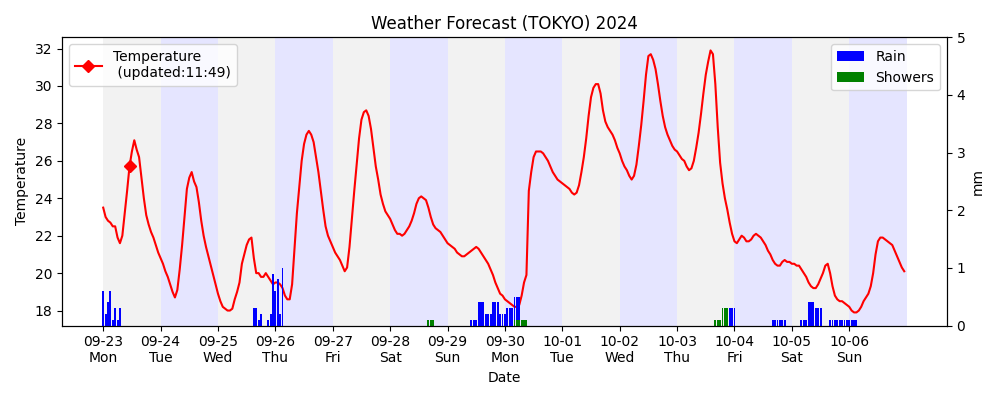 Weather Forecast (TOKYO) 2024
Temperature
(updated:11:49)
Rain
Showers
Temperature
32
30
28
26
24
22
20
18
5
4
3
2
1
0
mm
09-23 09-24 09-25 09-26 09-27 09-28 09-29 09-30 10-01 10-02 10-03 10-04 10-05 10-06
Mon Tue Wed Thu Fri Sat Sun Mon Tue Wed Thu Fri Sat Sun
Date